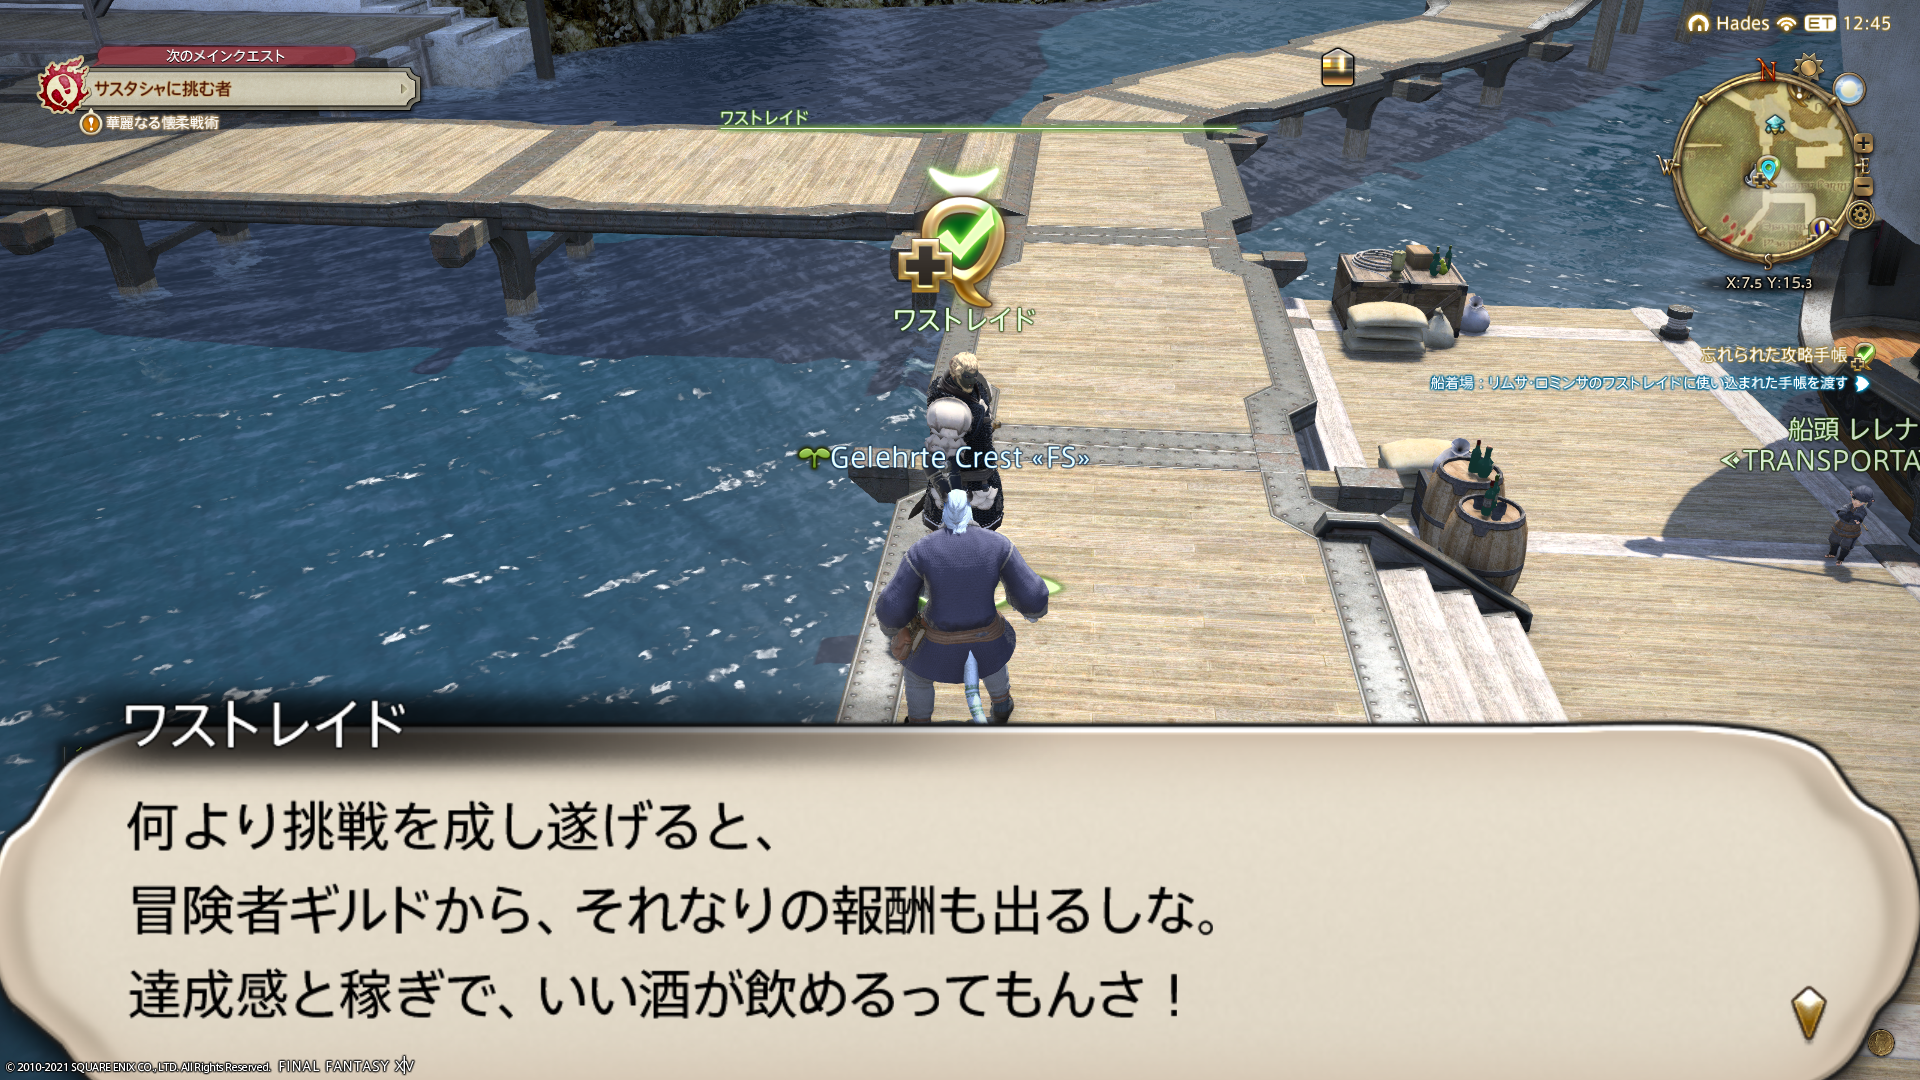 Hades ET 12:45
次のメインクエスト
サスタシャに挑む者
華麗なる懐柔戦術
ワストレイド
N
W
E
S
X:7.5 Y:15.3
ワストレイド
忘れられた攻略手帳
船着場：リムサ・ロミンサのワストレイドに使い込まれた手帳を渡す
船頭 レレナ
≪TRANSPORTA
Gelehrte Crest «FS»
ワストレイド
何より挑戦を成し遂げると、
冒険者ギルドから、それなりの報酬も出るしな。
達成感と稼ぎで、いい酒が飲めるってもんさ！
© 2010-2021 SQUARE ENIX CO., LTD. All Rights Reserved. FINAL FANTASY XIV